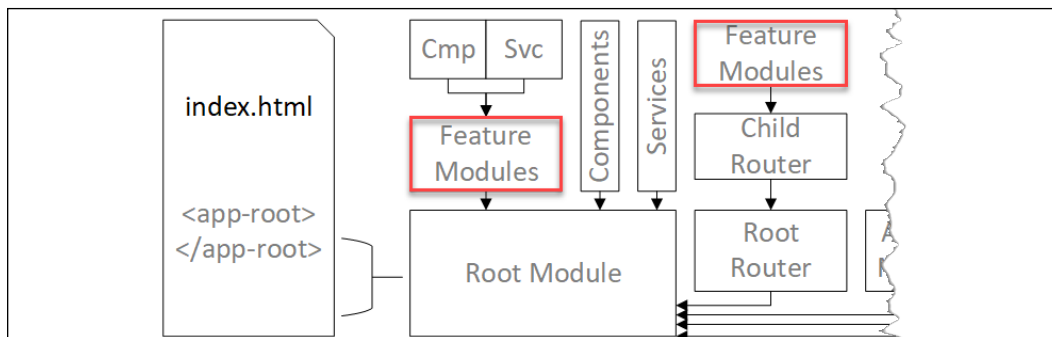 index.html
<app-root>
</app-root>
Cmp
Svc
Feature
Modules
Components
Services
Root Module
Feature
Modules
Child
Router
Root
Router